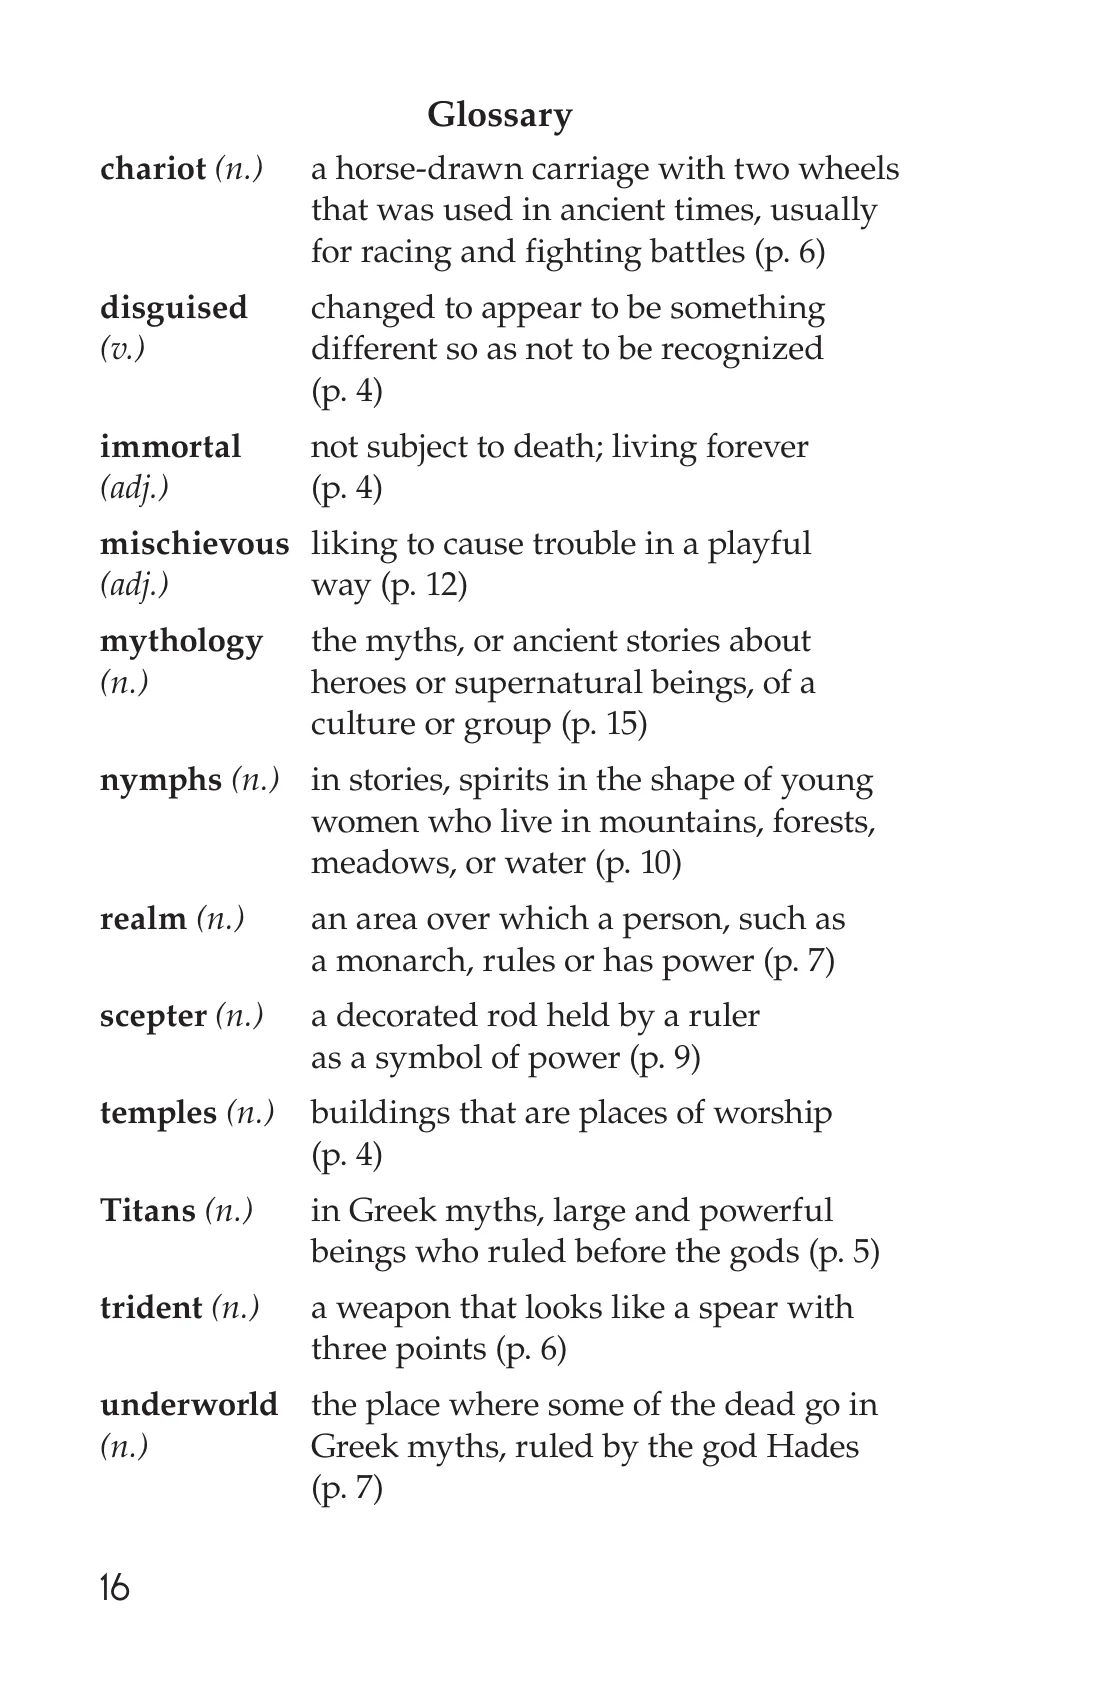 Glossary
chariot (n.) a horse-drawn carriage with two wheels
that was used in ancient times, usually
for racing and fighting battles (p. 6)
disguised changed to appear to be something
(v.) different so as not to be recognized
(p. 4)
immortal not subject to death; living forever
(adj.) (p. 4)
mischievous liking to cause trouble in a playful
(adj.) way (p. 12)
mythology the myths, or ancient stories about
(n.) heroes or supernatural beings, of a
culture or group (p. 15)
nymphs (n.) in stories, spirits in the shape of young
women who live in mountains, forests,
meadows, or water (p. 10)
realm (n.) an area over which a person, such as
a monarch, rules or has power (p. 7)
scepter (n.) a decorated rod held by a ruler
as a symbol of power (p. 9)
temples (n.) buildings that are places of worship
(p. 4)
Titans (n.) in Greek myths, large and powerful
beings who ruled before the gods (p. 5)
trident (n.) a weapon that looks like a spear with
three points (p. 6)
underworld the place where some of the dead go in
(n.) Greek myths, ruled by the god Hades
(p. 7)
16